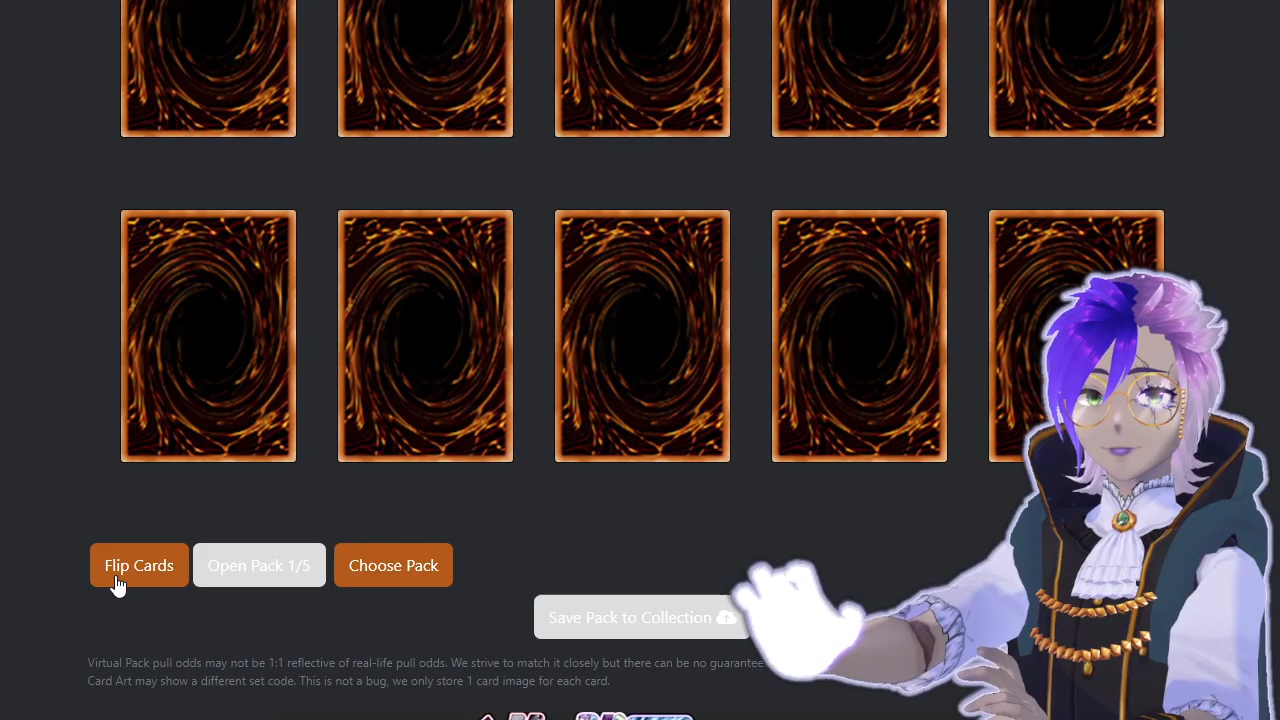 Flip Cards
Open Pack 1/5
Choose Pack
Save Pack to Collection
Virtual Pack pull odds may not be 1:1 reflective of real-life pull odds. We strive to match it closely but there can be no guarantee
Card Art may show a different set code. This is not a bug, we only store 1 card image for each card.